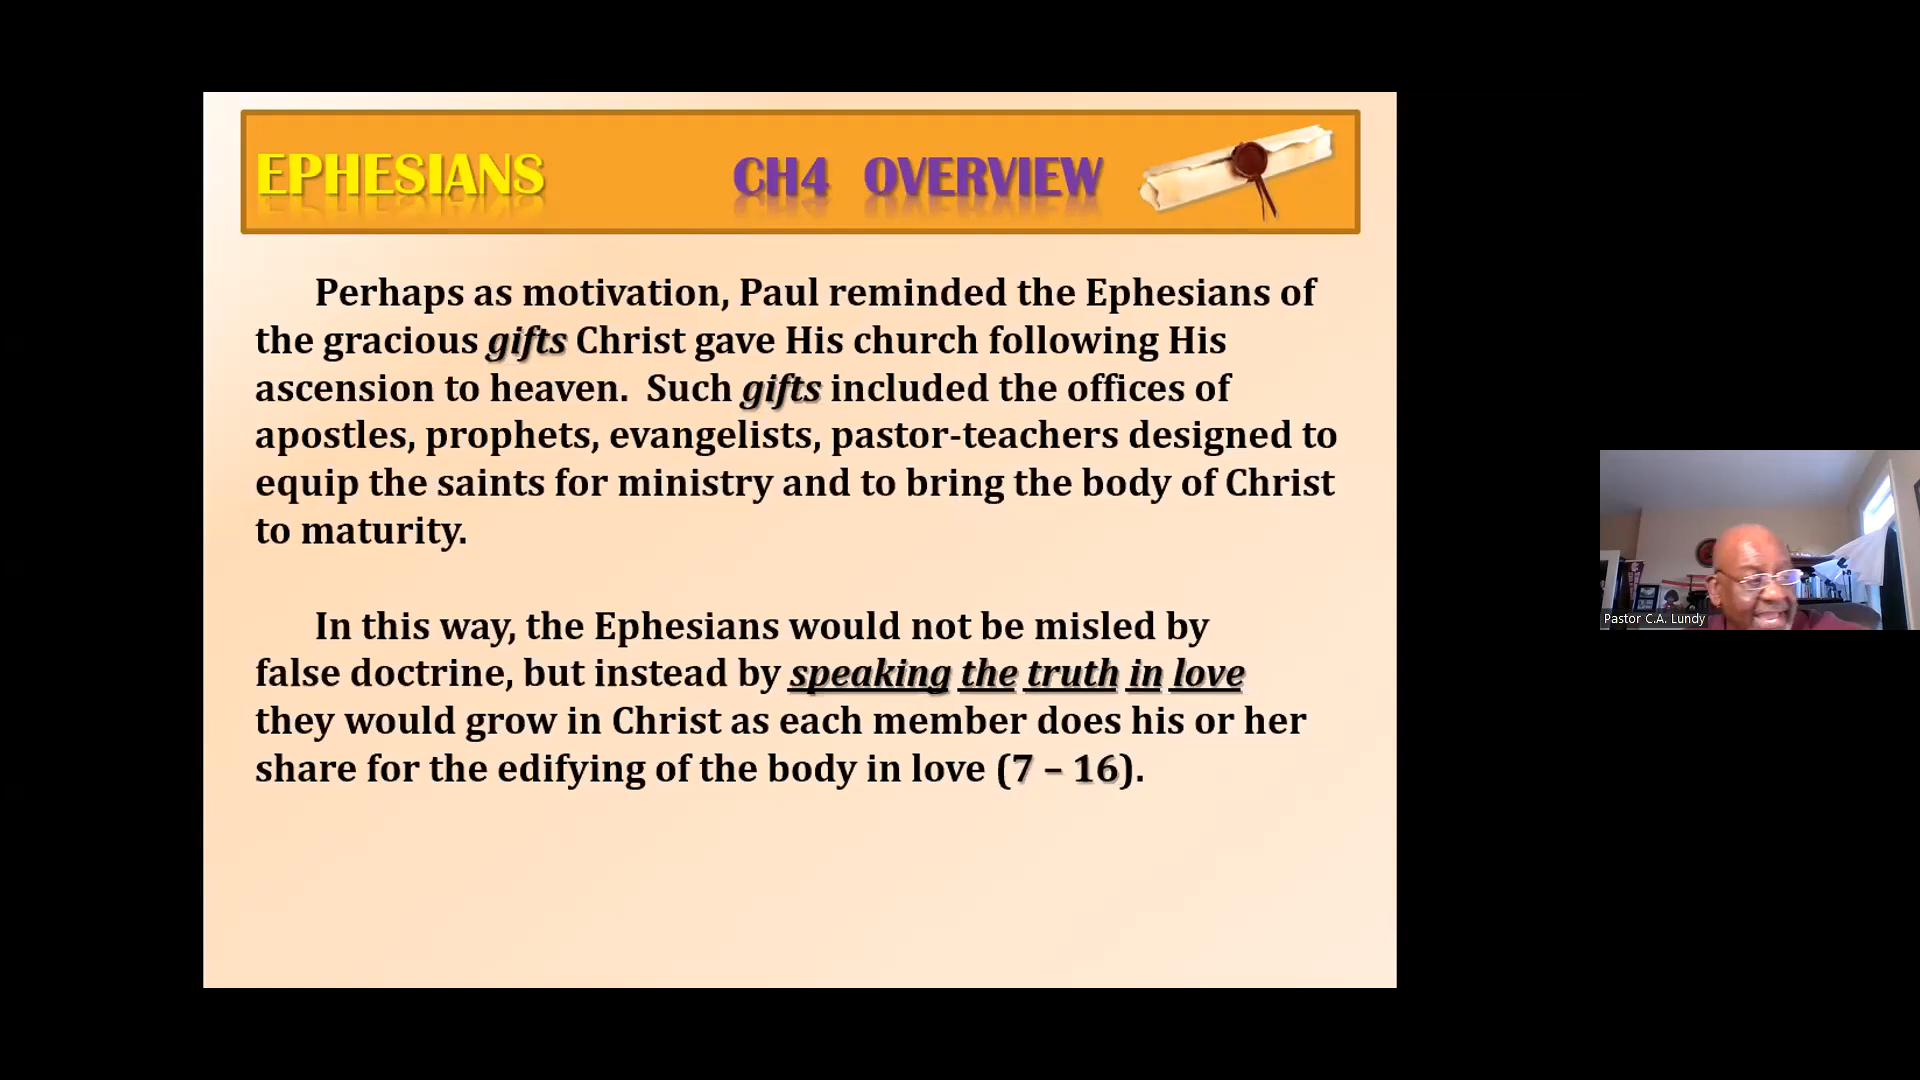 EPHESIANS CH4 OVERVIEW
Perhaps as motivation, Paul reminded the Ephesians of
the gracious gifts Christ gave His church following His
ascension to heaven. Such gifts included the offices of
apostles, prophets, evangelists, pastor-teachers designed to
equip the saints for ministry and to bring the body of Christ
to maturity.
In this way, the Ephesians would not be misled by
false doctrine, but instead by speaking the truth in love
they would grow in Christ as each member does his or her
share for the edifying of the body in love (7 – 16).
Pastor C.A. Lundy